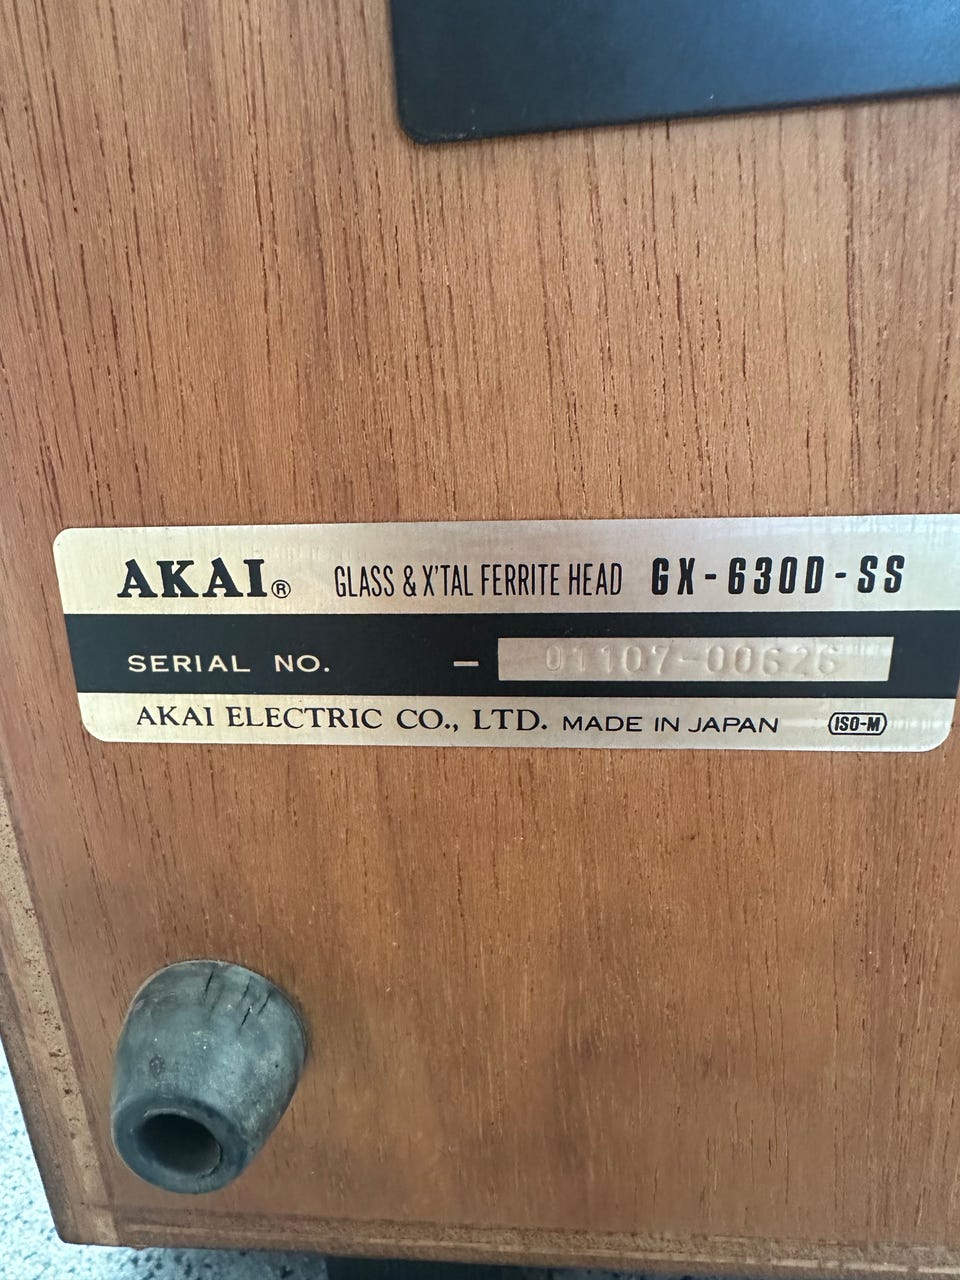 AKAI® GLASS & X'TAL FERRITE HEAD GX-630D-SS
SERIAL NO. – 01107-00626
AKAI ELECTRIC CO., LTD. MADE IN JAPAN ISO-M